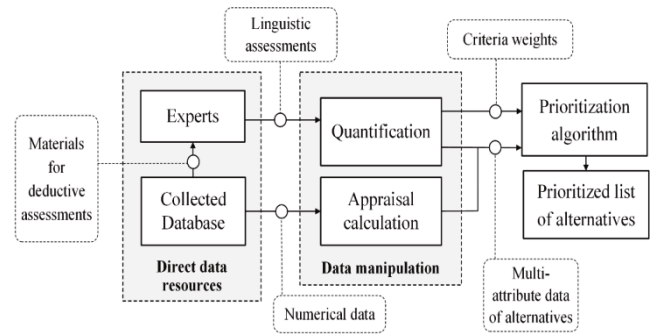 Linguistic
assessments
Criteria weights
Experts
Quantification
Prioritization
algorithm
Materials
for
deductive
assessments
Collected
Database
Appraisal
calculation
Prioritized list
of alternatives
Direct data
resources
Data manipulation
Numerical data
Multi-
attribute data
of alternatives